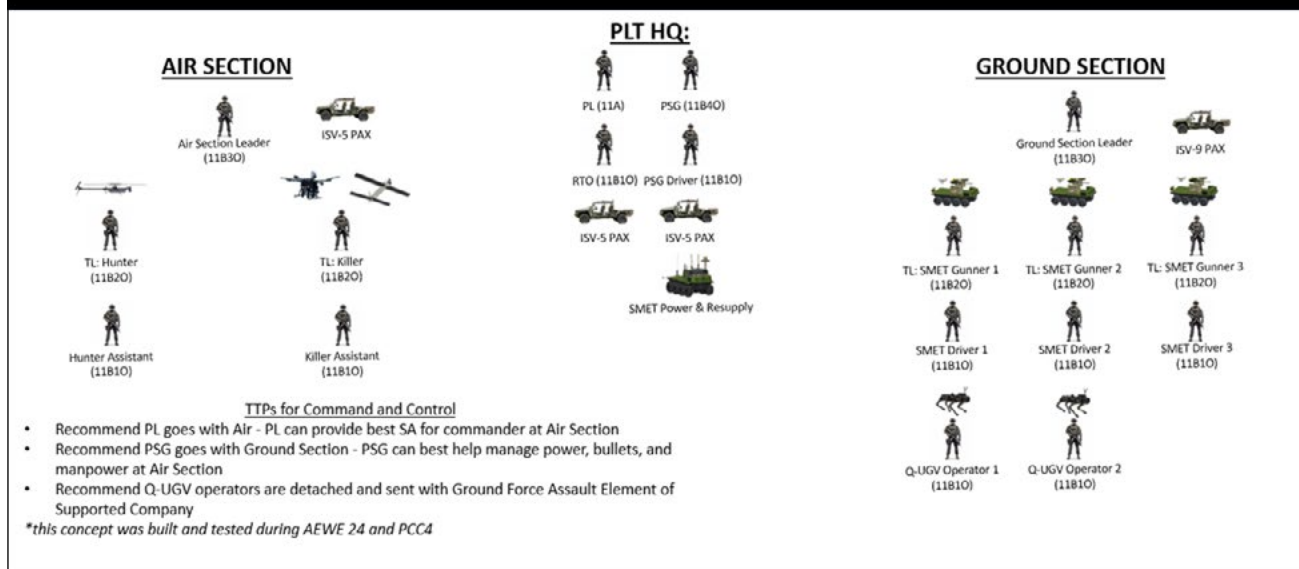 PLT HQ:
PL (11A)
PSG (11B4O)
RTO (11B1O)
PSG Driver (11B1O)
ISV-5 PAX
ISV-5 PAX
SMET Power & Resupply
AIR SECTION
Air Section Leader
(11B3O)
ISV-5 PAX
TL: Hunter
(11B2O)
TL: Killer
(11B2O)
Hunter Assistant
(11B1O)
Killer Assistant
(11B1O)
GROUND SECTION
Ground Section Leader
(11B3O)
ISV-9 PAX
TL: SMET Gunner 1
(11B2O)
TL: SMET Gunner 2
(11B2O)
TL: SMET Gunner 3
(11B2O)
SMET Driver 1
(11B1O)
SMET Driver 2
(11B1O)
SMET Driver 3
(11B1O)
Q-UGV Operator 1
(11B1O)
Q-UGV Operator 2
(11B1O)
TTPs for Command and Control
• Recommend PL goes with Air - PL can provide best SA for commander at Air Section
• Recommend PSG goes with Ground Section - PSG can best help manage power, bullets, and
manpower at Air Section
• Recommend Q-UGV operators are detached and sent with Ground Force Assault Element of
Supported Company
*this concept was built and tested during AEWE 24 and PCC4